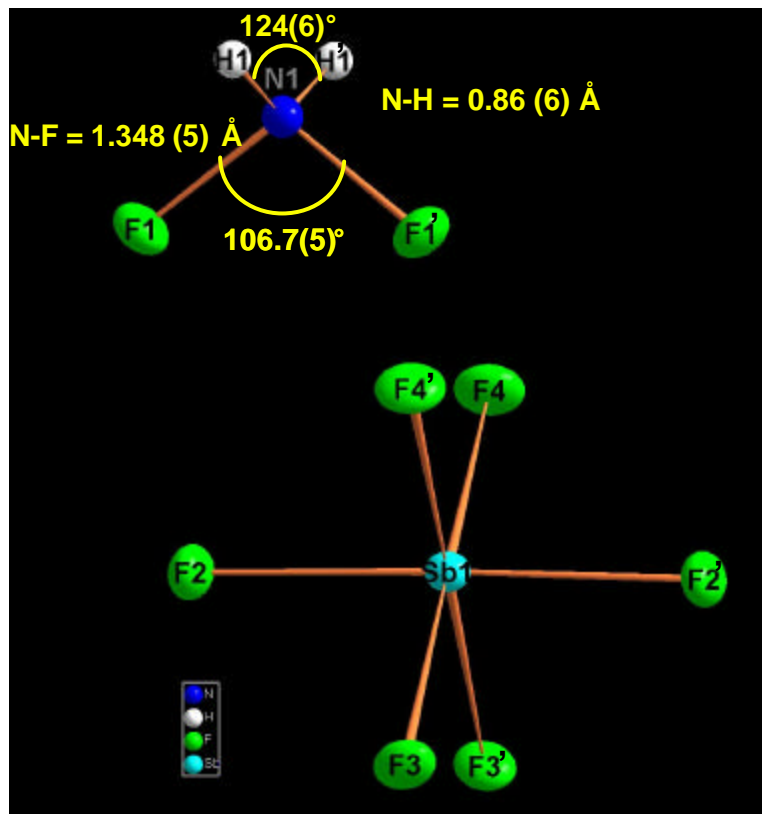 124(6)°
H1 H1'
N1
N-H = 0.86 (6) Å
N-F = 1.348 (5) Å
F1 F1'
106.7(5)°
F4' F4
F2 Sb1 F2'
F3 F3'
N
H
F
Sb